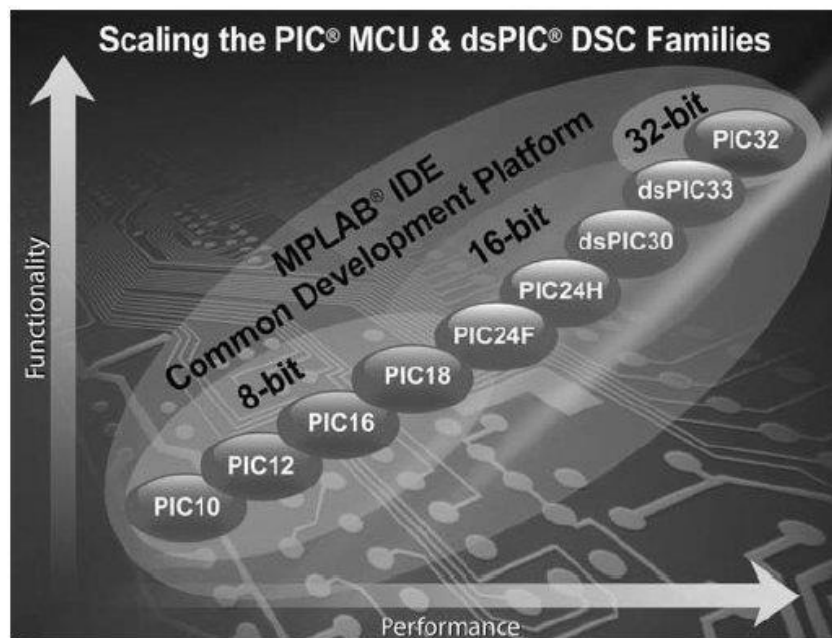 Scaling the PIC® MCU & dsPIC® DSC Families
32-bit
PIC32
MPLAB® IDE
Common Development Platform
dsPIC33
16-bit
dsPIC30
PIC24H
PIC24F
8-bit
PIC18
PIC16
PIC12
PIC10
Functionality
Performance